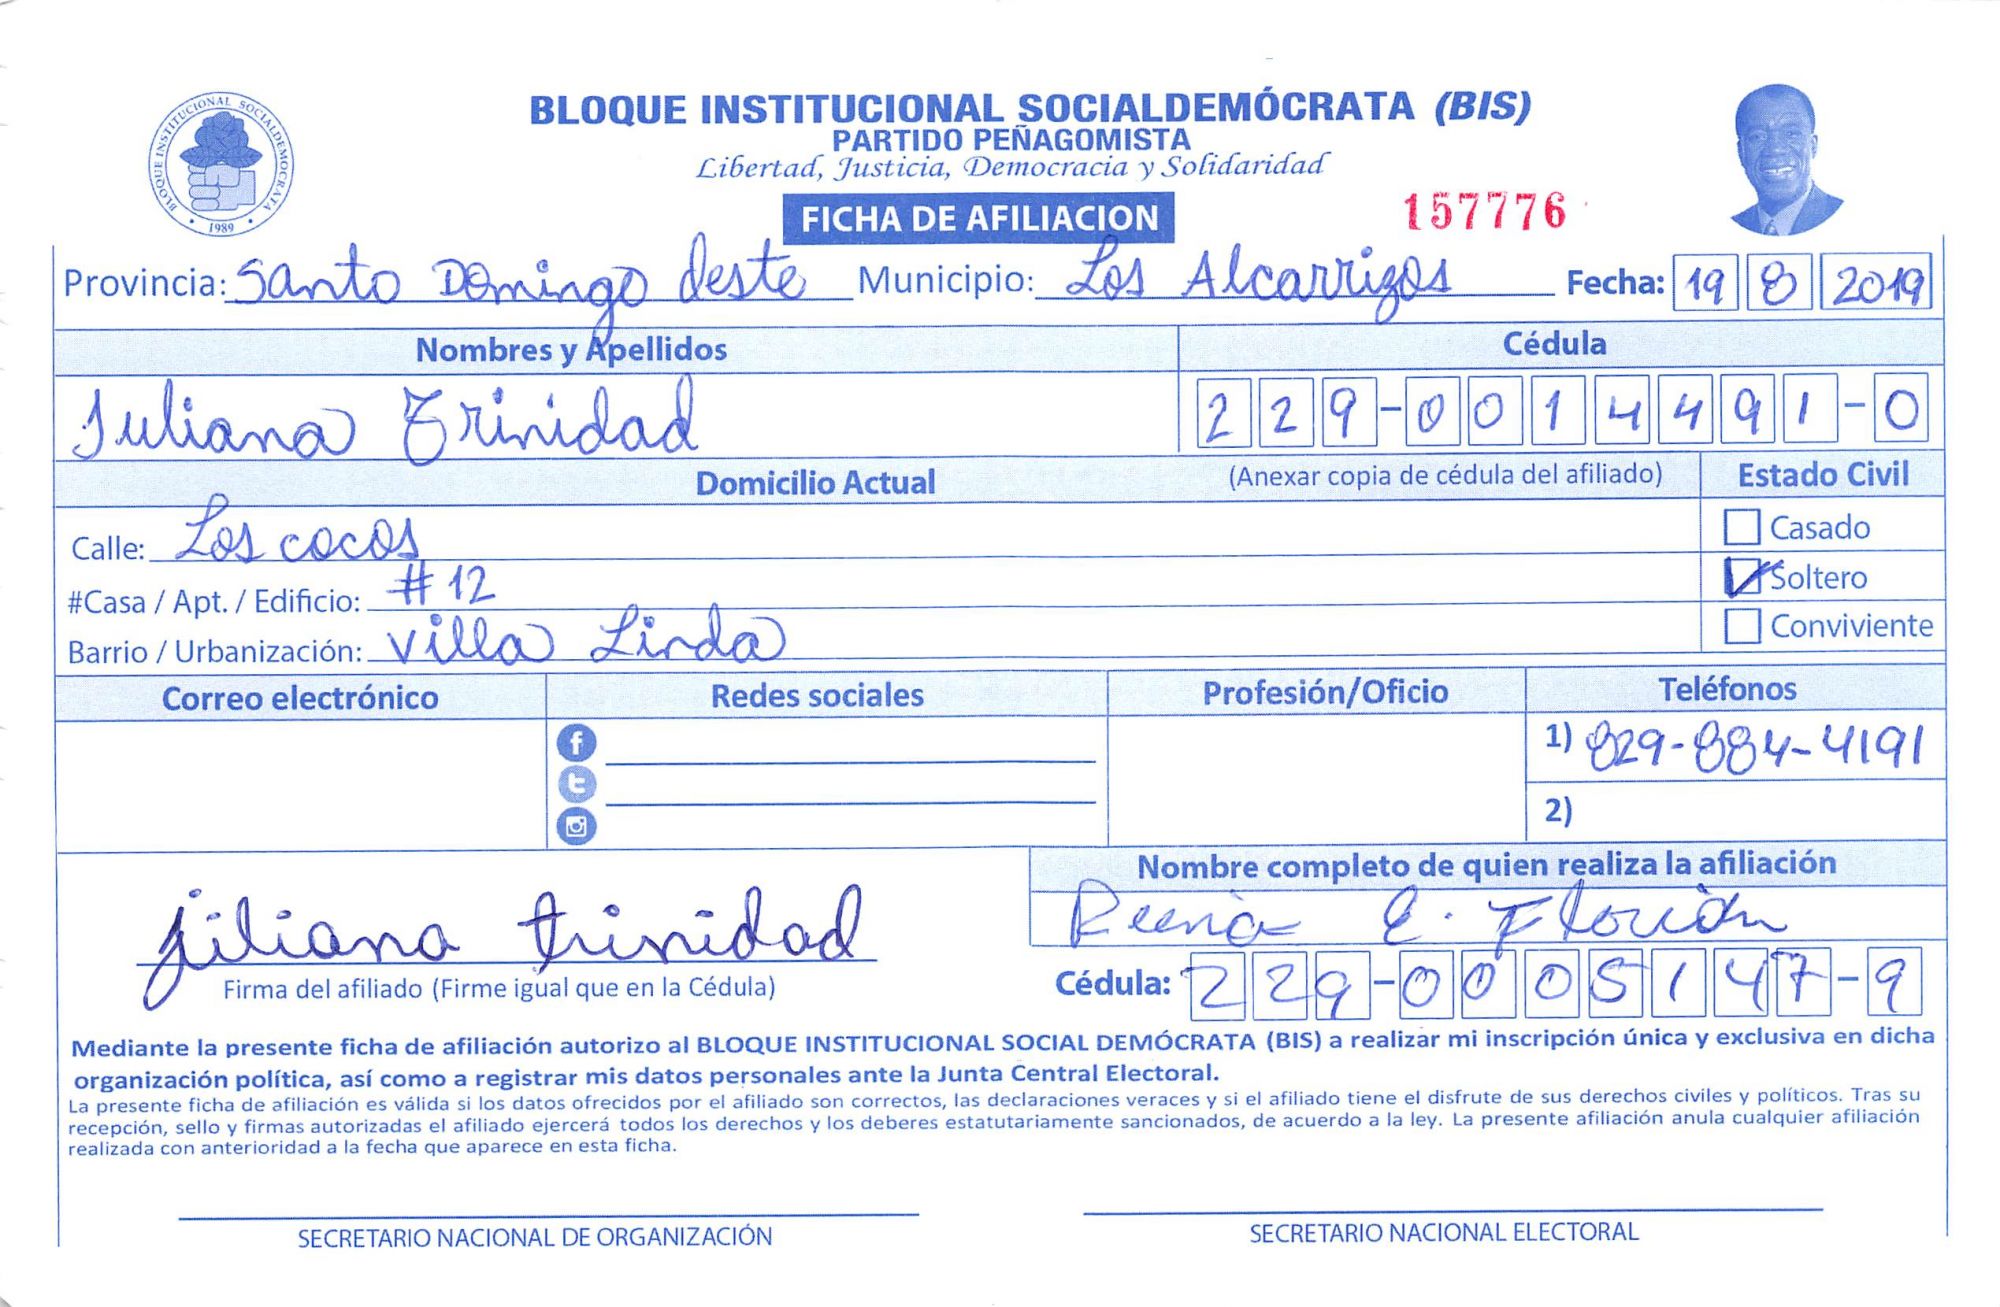 BLOQUE INSTITUCIONAL SOCIALDEMÓCRATA (BIS)
PARTIDO PEÑAGOMISTA
Libertad, Justicia, Democracia y Solidaridad
BLOQUE INSTITUCIONAL SOCIALDEMOCRATA
1989
FICHA DE AFILIACION
157776
Provincia: Santo Domingo Oeste Municipio: Los Alcarrizos Fecha: 19 8 2019
Nombres y Apellidos Cédula
Juliana Trinidad 229-0014491-0
Domicilio Actual (Anexar copia de cédula del afiliado) Estado Civil
Calle: Los cocos Casado
#Casa / Apt. / Edificio: #12 Soltero
Barrio / Urbanización: Villa Linda Conviviente
Correo electrónico Redes sociales Profesión/Oficio Teléfonos
1) 829-884-4191
2)
Nombre completo de quien realiza la afiliación
E. Florián
jiliana trinidad
Firma del afiliado (Firme igual que en la Cédula) Cédula: 229-0005147-9
Mediante la presente ficha de afiliación autorizo al BLOQUE INSTITUCIONAL SOCIAL DEMÓCRATA (BIS) a realizar mi inscripción única y exclusiva en dicha
organización política, así como a registrar mis datos personales ante la Junta Central Electoral.
La presente ficha de afiliación es válida si los datos ofrecidos por el afiliado son correctos, las declaraciones veraces y si el afiliado tiene el disfrute de sus derechos civiles y políticos. Tras su
recepción, sello y firmas autorizadas el afiliado ejercerá todos los derechos y los deberes estatutariamente sancionados, de acuerdo a la ley. La presente afiliación anula cualquier afiliación
realizada con anterioridad a la fecha que aparece en esta ficha.
SECRETARIO NACIONAL DE ORGANIZACIÓN SECRETARIO NACIONAL ELECTORAL